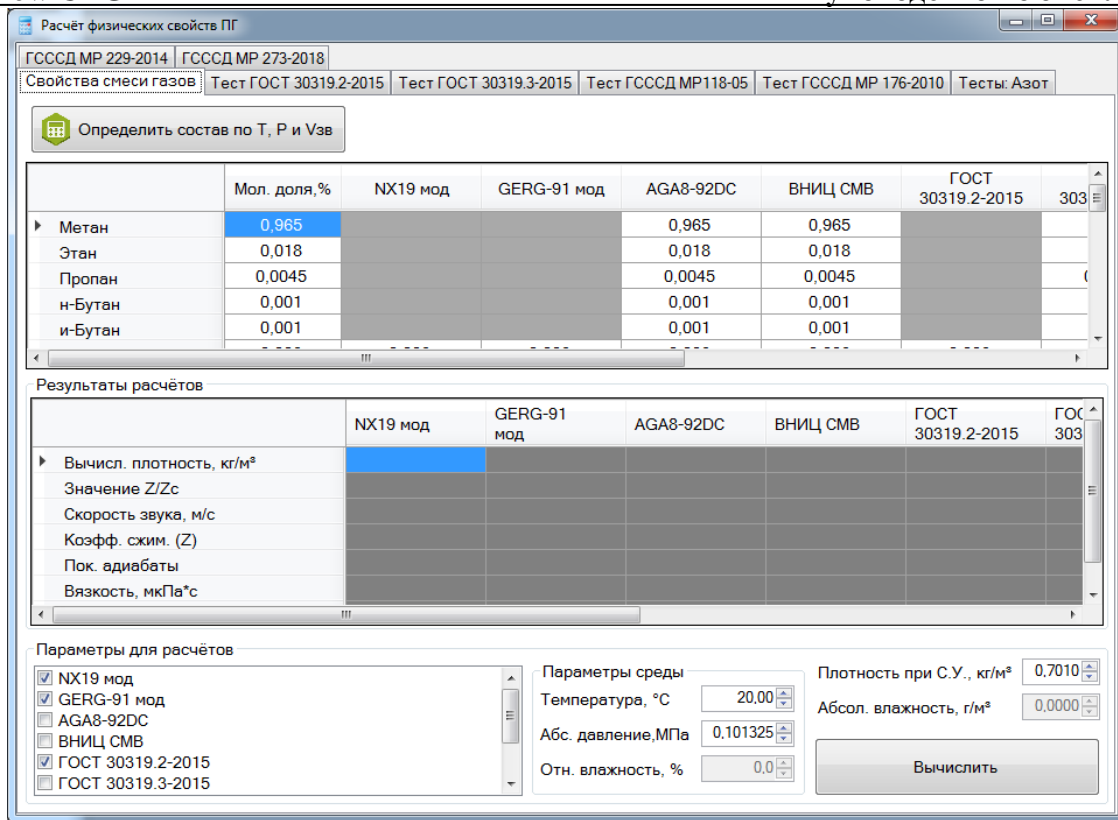 Расчёт физических свойств ПГ
ГСССД МР 229-2014 ГСССД МР 273-2018
Свойства смеси газов Тест ГОСТ 30319.2-2015 Тест ГОСТ 30319.3-2015 Тест ГСССД МР118-05 Тест ГСССД МР 176-2010 Тесты: Азот
Определить состав по Т, Р и Vзв
Мол. доля,% NX19 мод GERG-91 мод AGA8-92DC ВНИЦ СМВ ГОСТ 30319.2-2015 303
Метан 0,965 0,965 0,965
Этан 0,018 0,018 0,018
Пропан 0,0045 0,0045 0,0045
н-Бутан 0,001 0,001 0,001
и-Бутан 0,001 0,001 0,001
Результаты расчётов
NX19 мод GERG-91 мод AGA8-92DC ВНИЦ СМВ ГОСТ 30319.2-2015 ГОС 303
Вычисл. плотность, кг/м³
Значение Z/Zc
Скорость звука, м/с
Коэфф. сжим. (Z)
Пок. адиабаты
Вязкость, мкПа*с
Параметры для расчётов
NX19 мод
GERG-91 мод
AGA8-92DC
ВНИЦ СМВ
ГОСТ 30319.2-2015
ГОСТ 30319.3-2015
Параметры среды
Температура, °C 20,00
Абс. давление,МПа 0,101325
Отн. влажность, % 0,0
Плотность при С.У., кг/м³ 0,7010
Абсол. влажность, г/м³ 0,0000
Вычислить